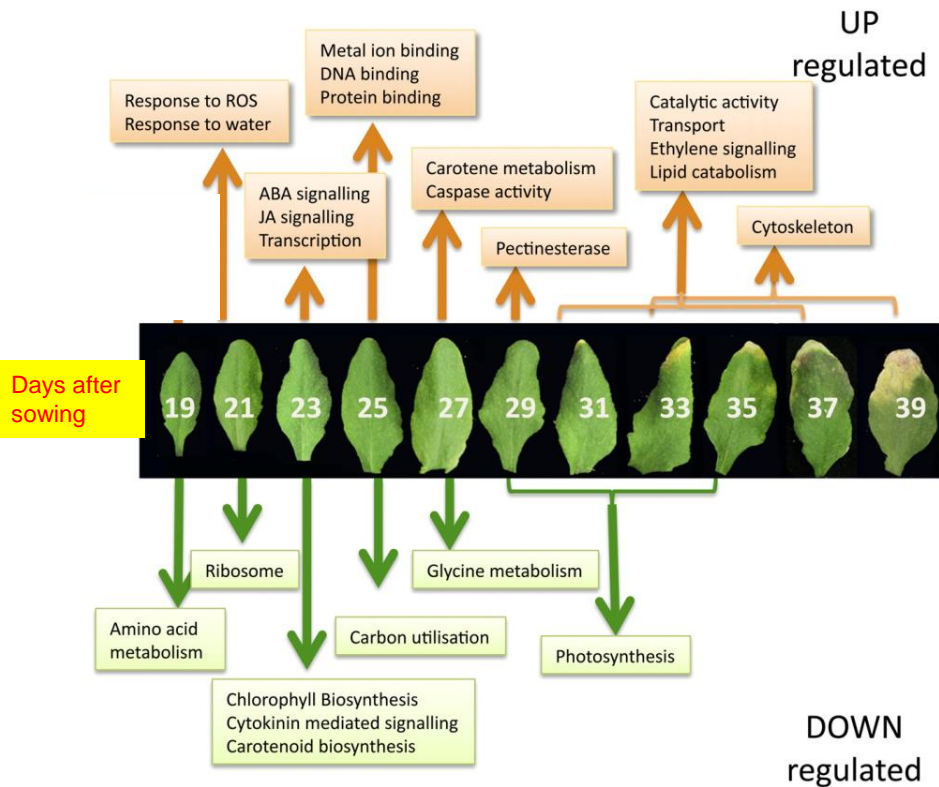 UP
regulated
Metal ion binding
DNA binding
Protein binding
Response to ROS
Response to water
Catalytic activity
Transport
Ethylene signalling
Lipid catabolism
ABA signalling
JA signalling
Transcription
Carotene metabolism
Caspase activity
Pectinesterase
Cytoskeleton
Days after
sowing
19 21 23 25 27 29 31 33 35 37 39
Ribosome
Glycine metabolism
Amino acid
metabolism
Carbon utilisation
Photosynthesis
Chlorophyll Biosynthesis
Cytokinin mediated signalling
Carotenoid biosynthesis
DOWN
regulated